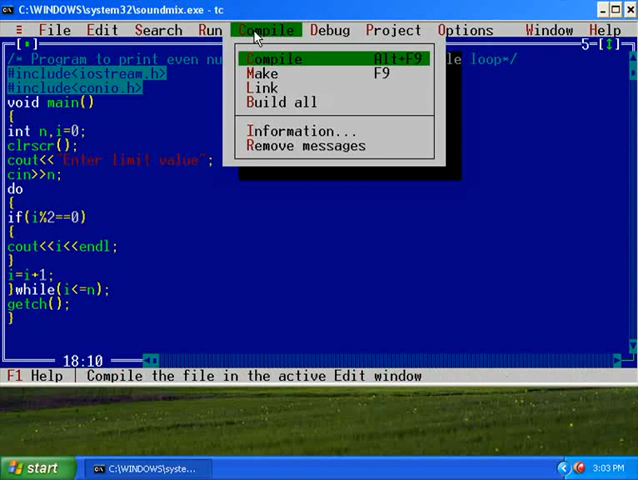 C:\WINDOWS\system32\soundmix.exe - tc
≡ File Edit Search Run Compile Debug Project Options Window Help
5=[↕]
/* Program to print even nu le loop*/
#include<iostream.h>
#include<conio.h>
void main()
{
int n,i=0;
clrscr();
cout<<"Enter limit value";
cin>>n;
do
{
if(i%2==0)
{
cout<<i<<endl;
}
i=i+1;
}while(i<=n);
getch();
}
Compile Alt+F9
Make F9
Link
Build all
Information...
Remove messages
18:10
F1 Help | Compile the file in the active Edit window
start
C:\WINDOWS\syste...
3:03 PM